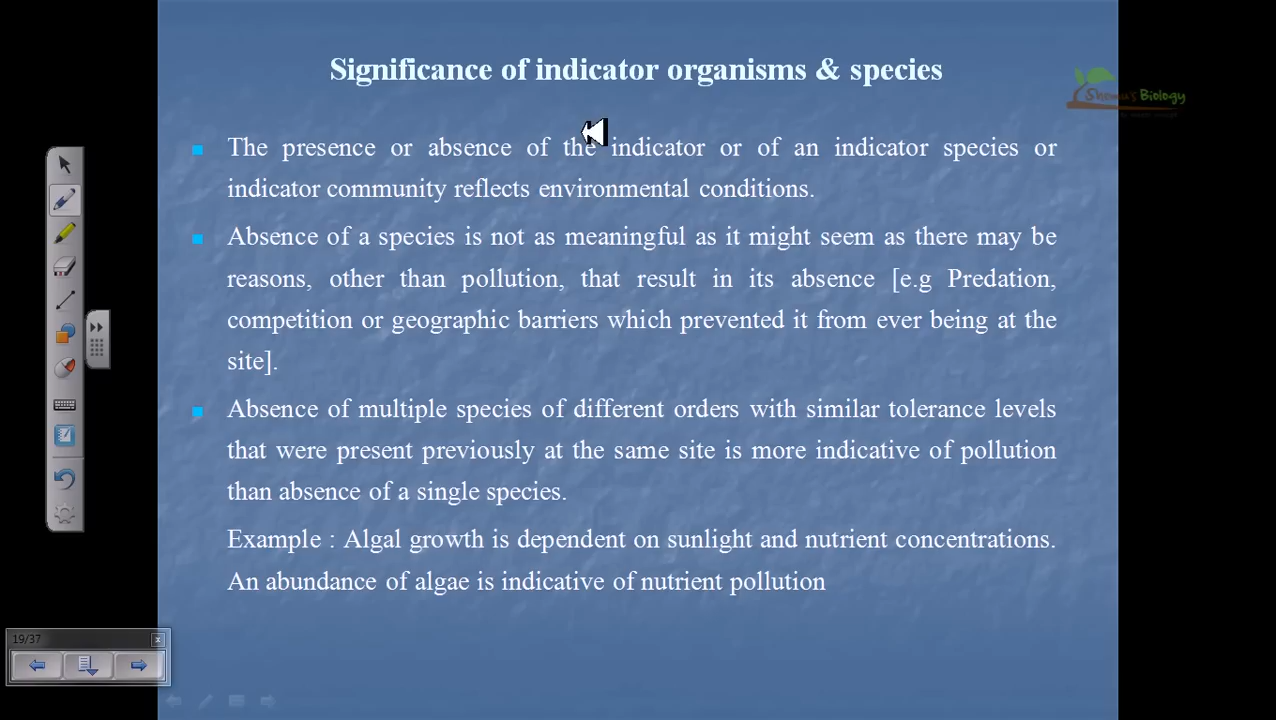 Significance of indicator organisms & species
Shomu's Biology
The presence or absence of the indicator or of an indicator species or
indicator community reflects environmental conditions.
Absence of a species is not as meaningful as it might seem as there may be
reasons, other than pollution, that result in its absence [e.g Predation,
competition or geographic barriers which prevented it from ever being at the
site].
Absence of multiple species of different orders with similar tolerance levels
that were present previously at the same site is more indicative of pollution
than absence of a single species.
Example : Algal growth is dependent on sunlight and nutrient concentrations.
An abundance of algae is indicative of nutrient pollution
19/37
x